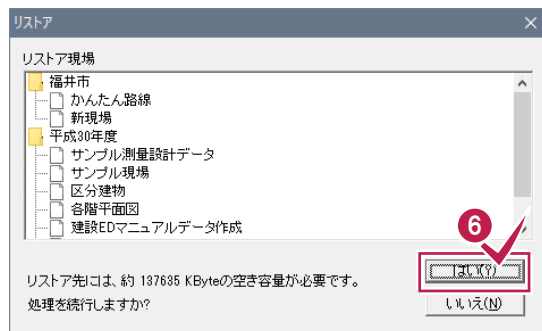 リストア
リストア現場
福井市
かんたん路線
新現場
平成30年度
サンプル測量設計データ
サンプル現場
区分建物
各階平面図
建設EDマニュアルデータ作成
6
リストア先には、約 137635 KByteの空き容量が必要です。
はい(Y)
処理を続行しますか?
いいえ(N)